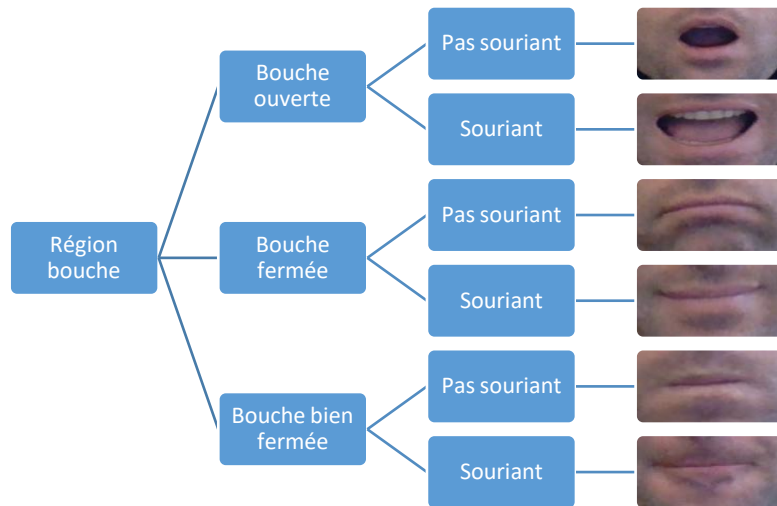 Pas souriant
Bouche
ouverte
Souriant
Pas souriant
Région
bouche
Bouche
fermée
Souriant
Pas souriant
Bouche bien
fermée
Souriant